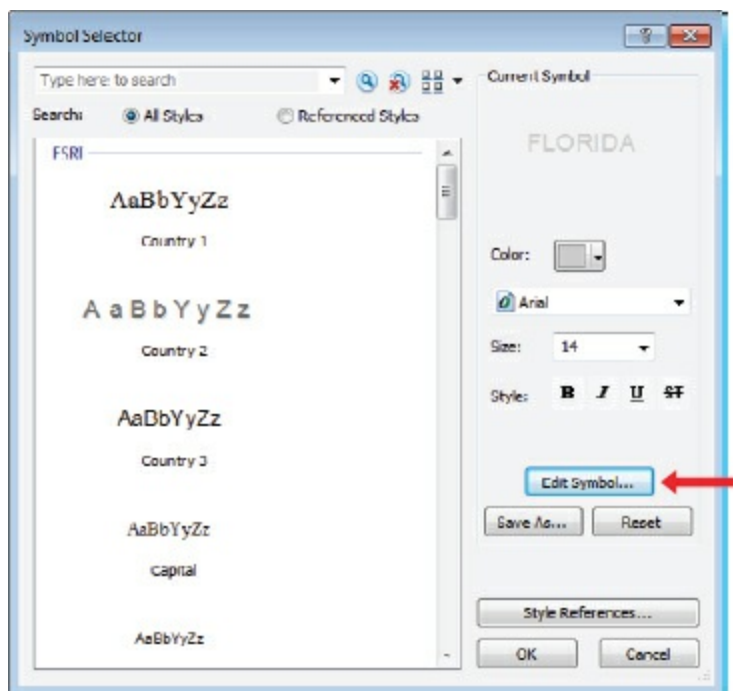 Symbol Selector
Type here to search
Search: All Styles Referenced Styles
ESRI
AaBbYyZz
Country 1
AaBbYyZz
Country 2
AaBbYyZz
Country 3
AaBbYyZz
Capital
AaBbYyZz
Current Symbol
FLORIDA
Color:
Arial
Size: 14
Style: B I U ST
Edit Symbol...
Save As... Reset
Style References...
OK Cancel